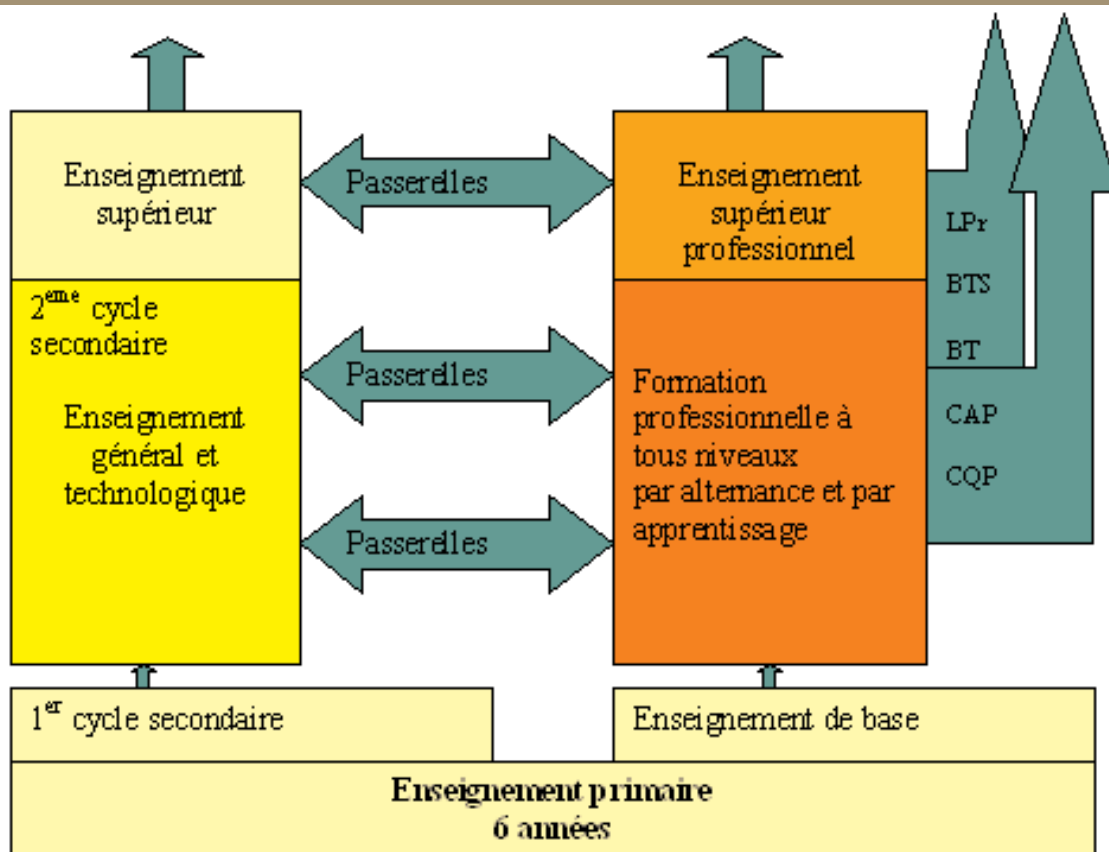 Enseignement
supérieur
Passerelles
Enseignement
supérieur
professionnel
LPr
BTS
BT
CAP
CQP
2eme cycle
secondaire
Enseignement
général et
technologique
Passerelles
Formation
professionnelle à
tous niveaux
par alternance et par
apprentissage
Passerelles
1er cycle secondaire
Enseignement de base
Enseignement primaire
6 années